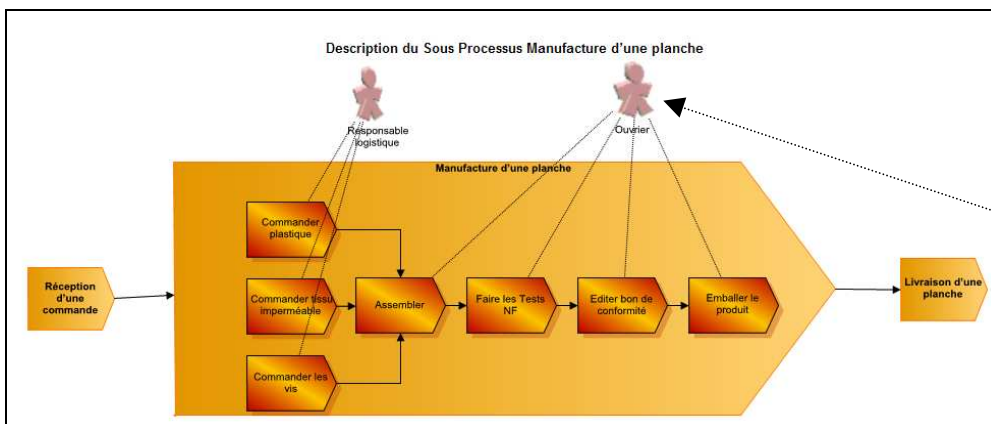 Description du Sous Processus Manufacture d'une planche
Responsable
logistique
Ouvrier
Manufacture d'une planche
Commander
plastique
Réception
d'une
commande
Commander tissu
imperméable
Assembler
Faire les Tests
NF
Editer bon de
conformité
Emballer le
produit
Livraison d'une
planche
Commander les
vis